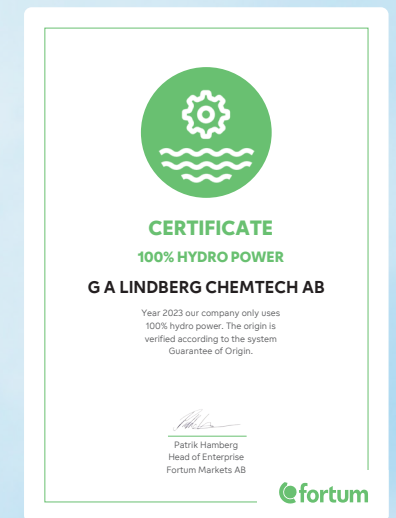 CERTIFICATE
100% HYDRO POWER
G A LINDBERG CHEMTECH AB
Year 2023 our company only uses
100% hydro power. The origin is
verified according to the system
Guarantee of Origin.
Patrik Hamberg
Head of Enterprise
Fortum Markets AB
fortum